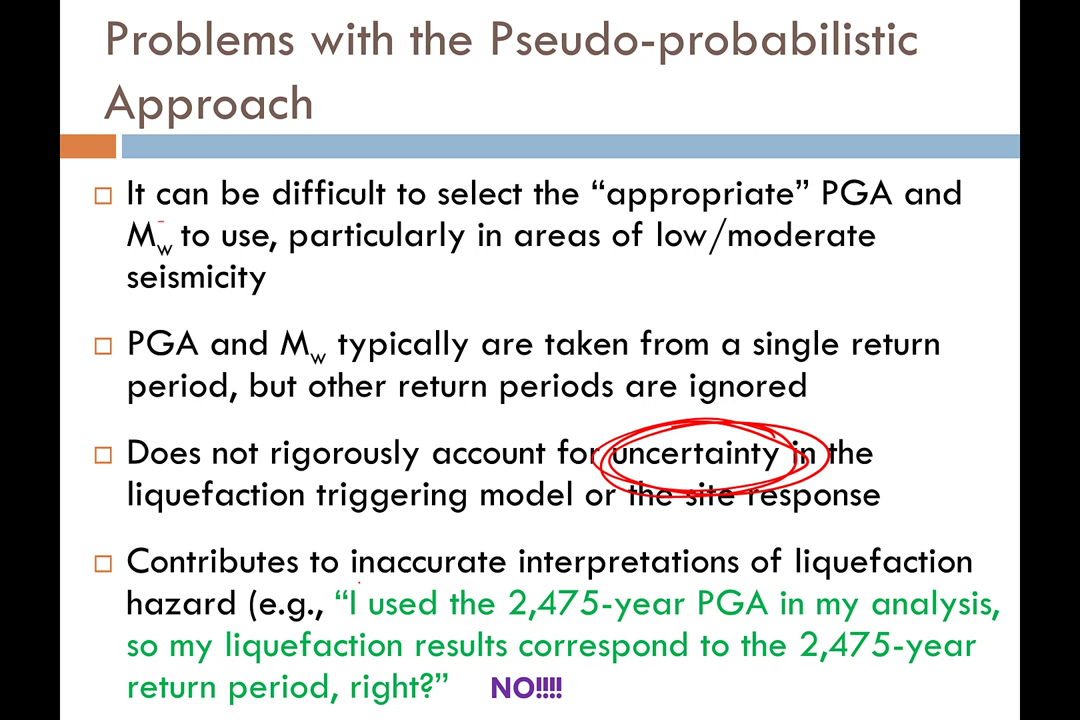 Problems with the Pseudo-probabilistic
Approach
It can be difficult to select the “appropriate” PGA and
Mw to use, particularly in areas of low/moderate
seismicity
PGA and Mw typically are taken from a single return
period, but other return periods are ignored
Does not rigorously account for uncertainty in the
liquefaction triggering model or the site response
Contributes to inaccurate interpretations of liquefaction
hazard (e.g., “I used the 2,475-year PGA in my analysis,
so my liquefaction results correspond to the 2,475-year
return period, right?” NO!!!!